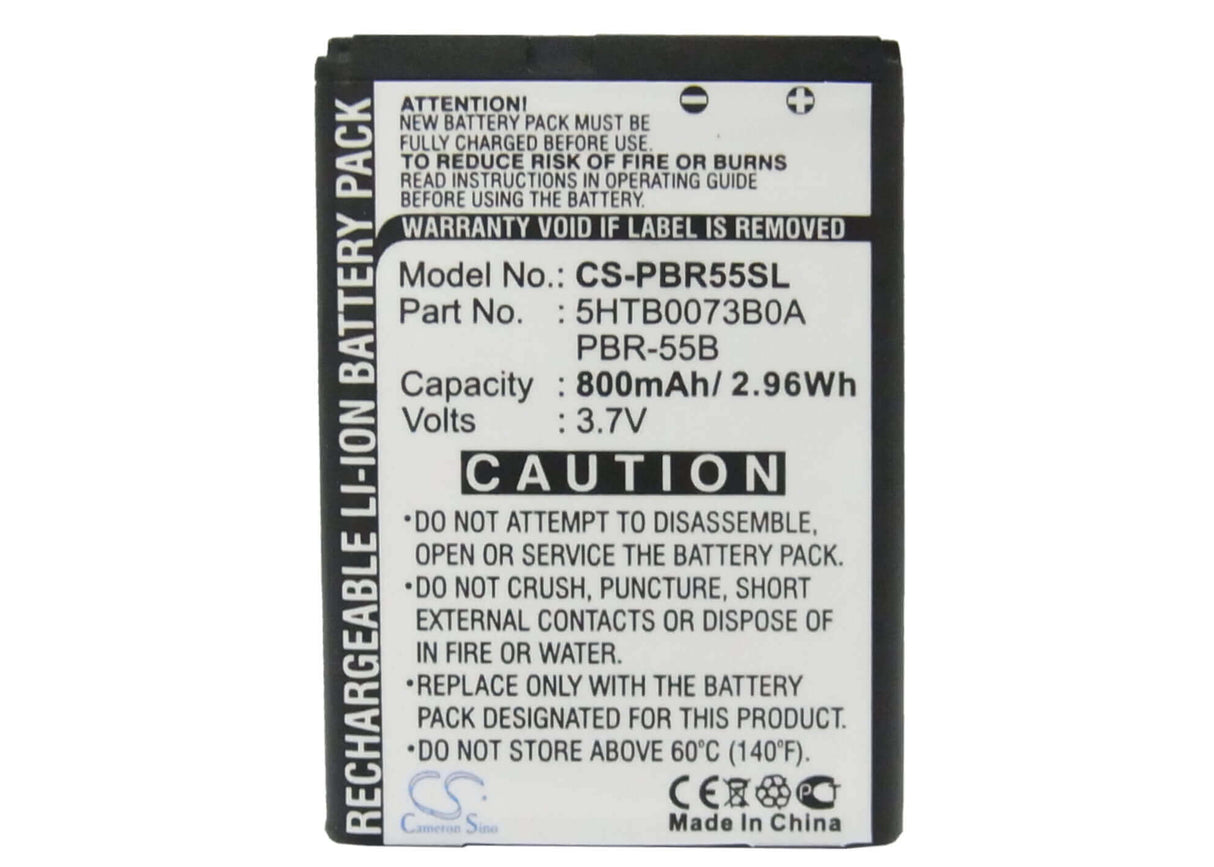 RECHARGEABLE LI-ION BATTERY PACK
ATTENTION!
NEW BATTERY PACK MUST BE
FULLY CHARGED BEFORE USE.
TO REDUCE RISK OF FIRE OR BURNS
READ INSTRUCTIONS IN OPERATING GUIDE
BEFORE USING THE BATTERY.
WARRANTY VOID IF LABEL IS REMOVED
Model No.: CS-PBR55SL
Part No. : 5HTB0073B0A
PBR-55B
Capacity : 800mAh/ 2.96Wh
Volts : 3.7V
CAUTION
•DO NOT ATTEMPT TO DISASSEMBLE,
OPEN OR SERVICE THE BATTERY PACK.
•DO NOT CRUSH, PUNCTURE, SHORT
EXTERNAL CONTACTS OR DISPOSE OF
IN FIRE OR WATER.
•REPLACE ONLY WITH THE BATTERY
PACK DESIGNATED FOR THIS PRODUCT.
•DO NOT STORE ABOVE 60°C (140°F).
CS
Cameron Sino
CE PC
Made In China